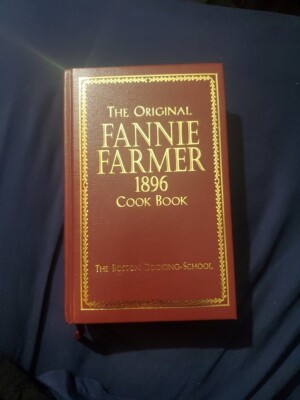 The Original
FANNIE
FARMER
1896
Cook Book
The Boston Cooking-School